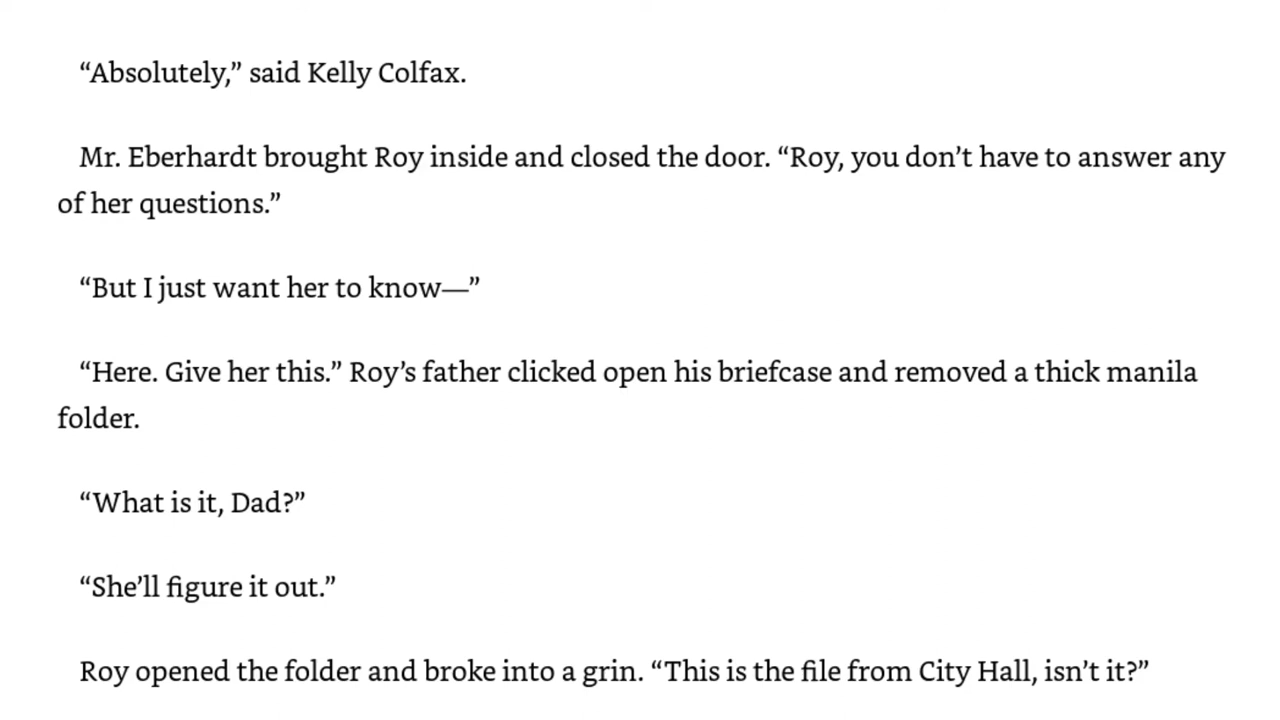 “Absolutely,” said Kelly Colfax.
Mr. Eberhardt brought Roy inside and closed the door. “Roy, you don’t have to answer any
of her questions.”
“But I just want her to know—”
“Here. Give her this.” Roy’s father clicked open his briefcase and removed a thick manila
folder.
“What is it, Dad?”
“She’ll figure it out.”
Roy opened the folder and broke into a grin. “This is the file from City Hall, isn’t it?”